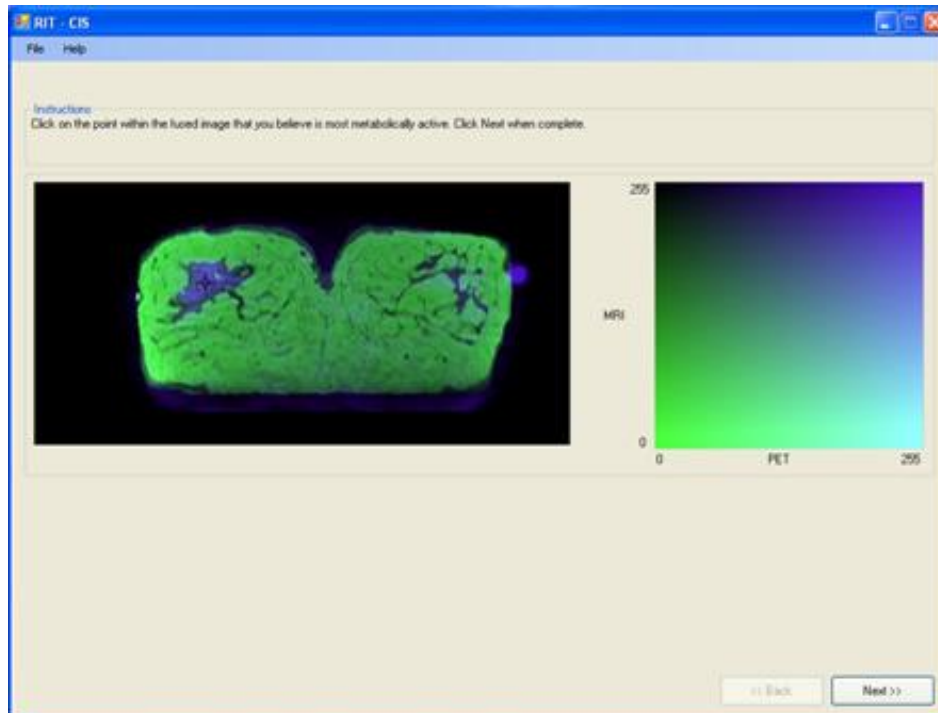 RIT - CIS
File Help
Instructions
Click on the point within the fused image that you believe is most metabolically active. Click Next when complete.
255
MRI
0
0 PET 255
<< Back Next >>